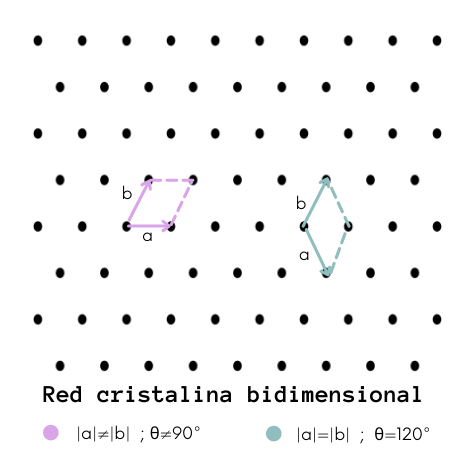 b
a
b
a
Red cristalina bidimensional
|a|≠|b| ; θ≠90°
|a|=|b| ; θ=120°